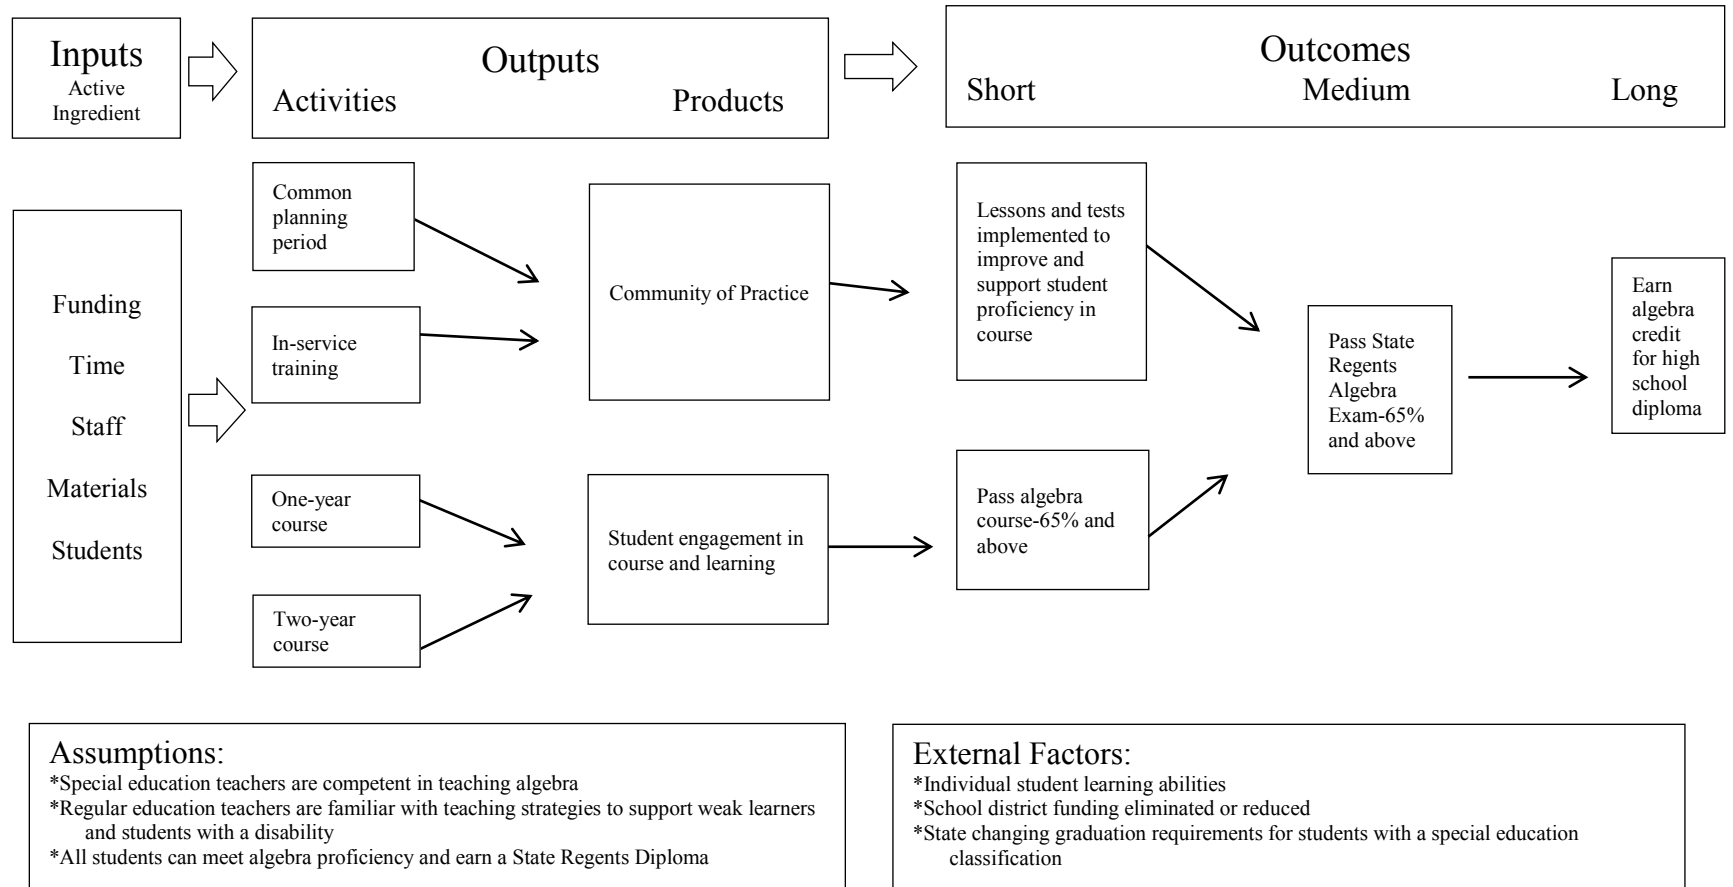 Inputs
Active
Ingredient
Outputs
Activities
Products
Outcomes
Short
Medium
Long
Funding
Time
Staff
Materials
Students
Common
planning
period
In-service
training
One-year
course
Two-year
course
Community of Practice
Student engagement in
course and learning
Lessons and tests
implemented to
improve and
support student
proficiency in
course
Pass algebra
course-65% and
above
Pass State
Regents
Algebra
Exam-65%
and above
Earn
algebra
credit
for high
school
diploma
Assumptions:
*Special education teachers are competent in teaching algebra
*Regular education teachers are familiar with teaching strategies to support weak learners
and students with a disability
*All students can meet algebra proficiency and earn a State Regents Diploma
External Factors:
*Individual student learning abilities
*School district funding eliminated or reduced
*State changing graduation requirements for students with a special education
classification